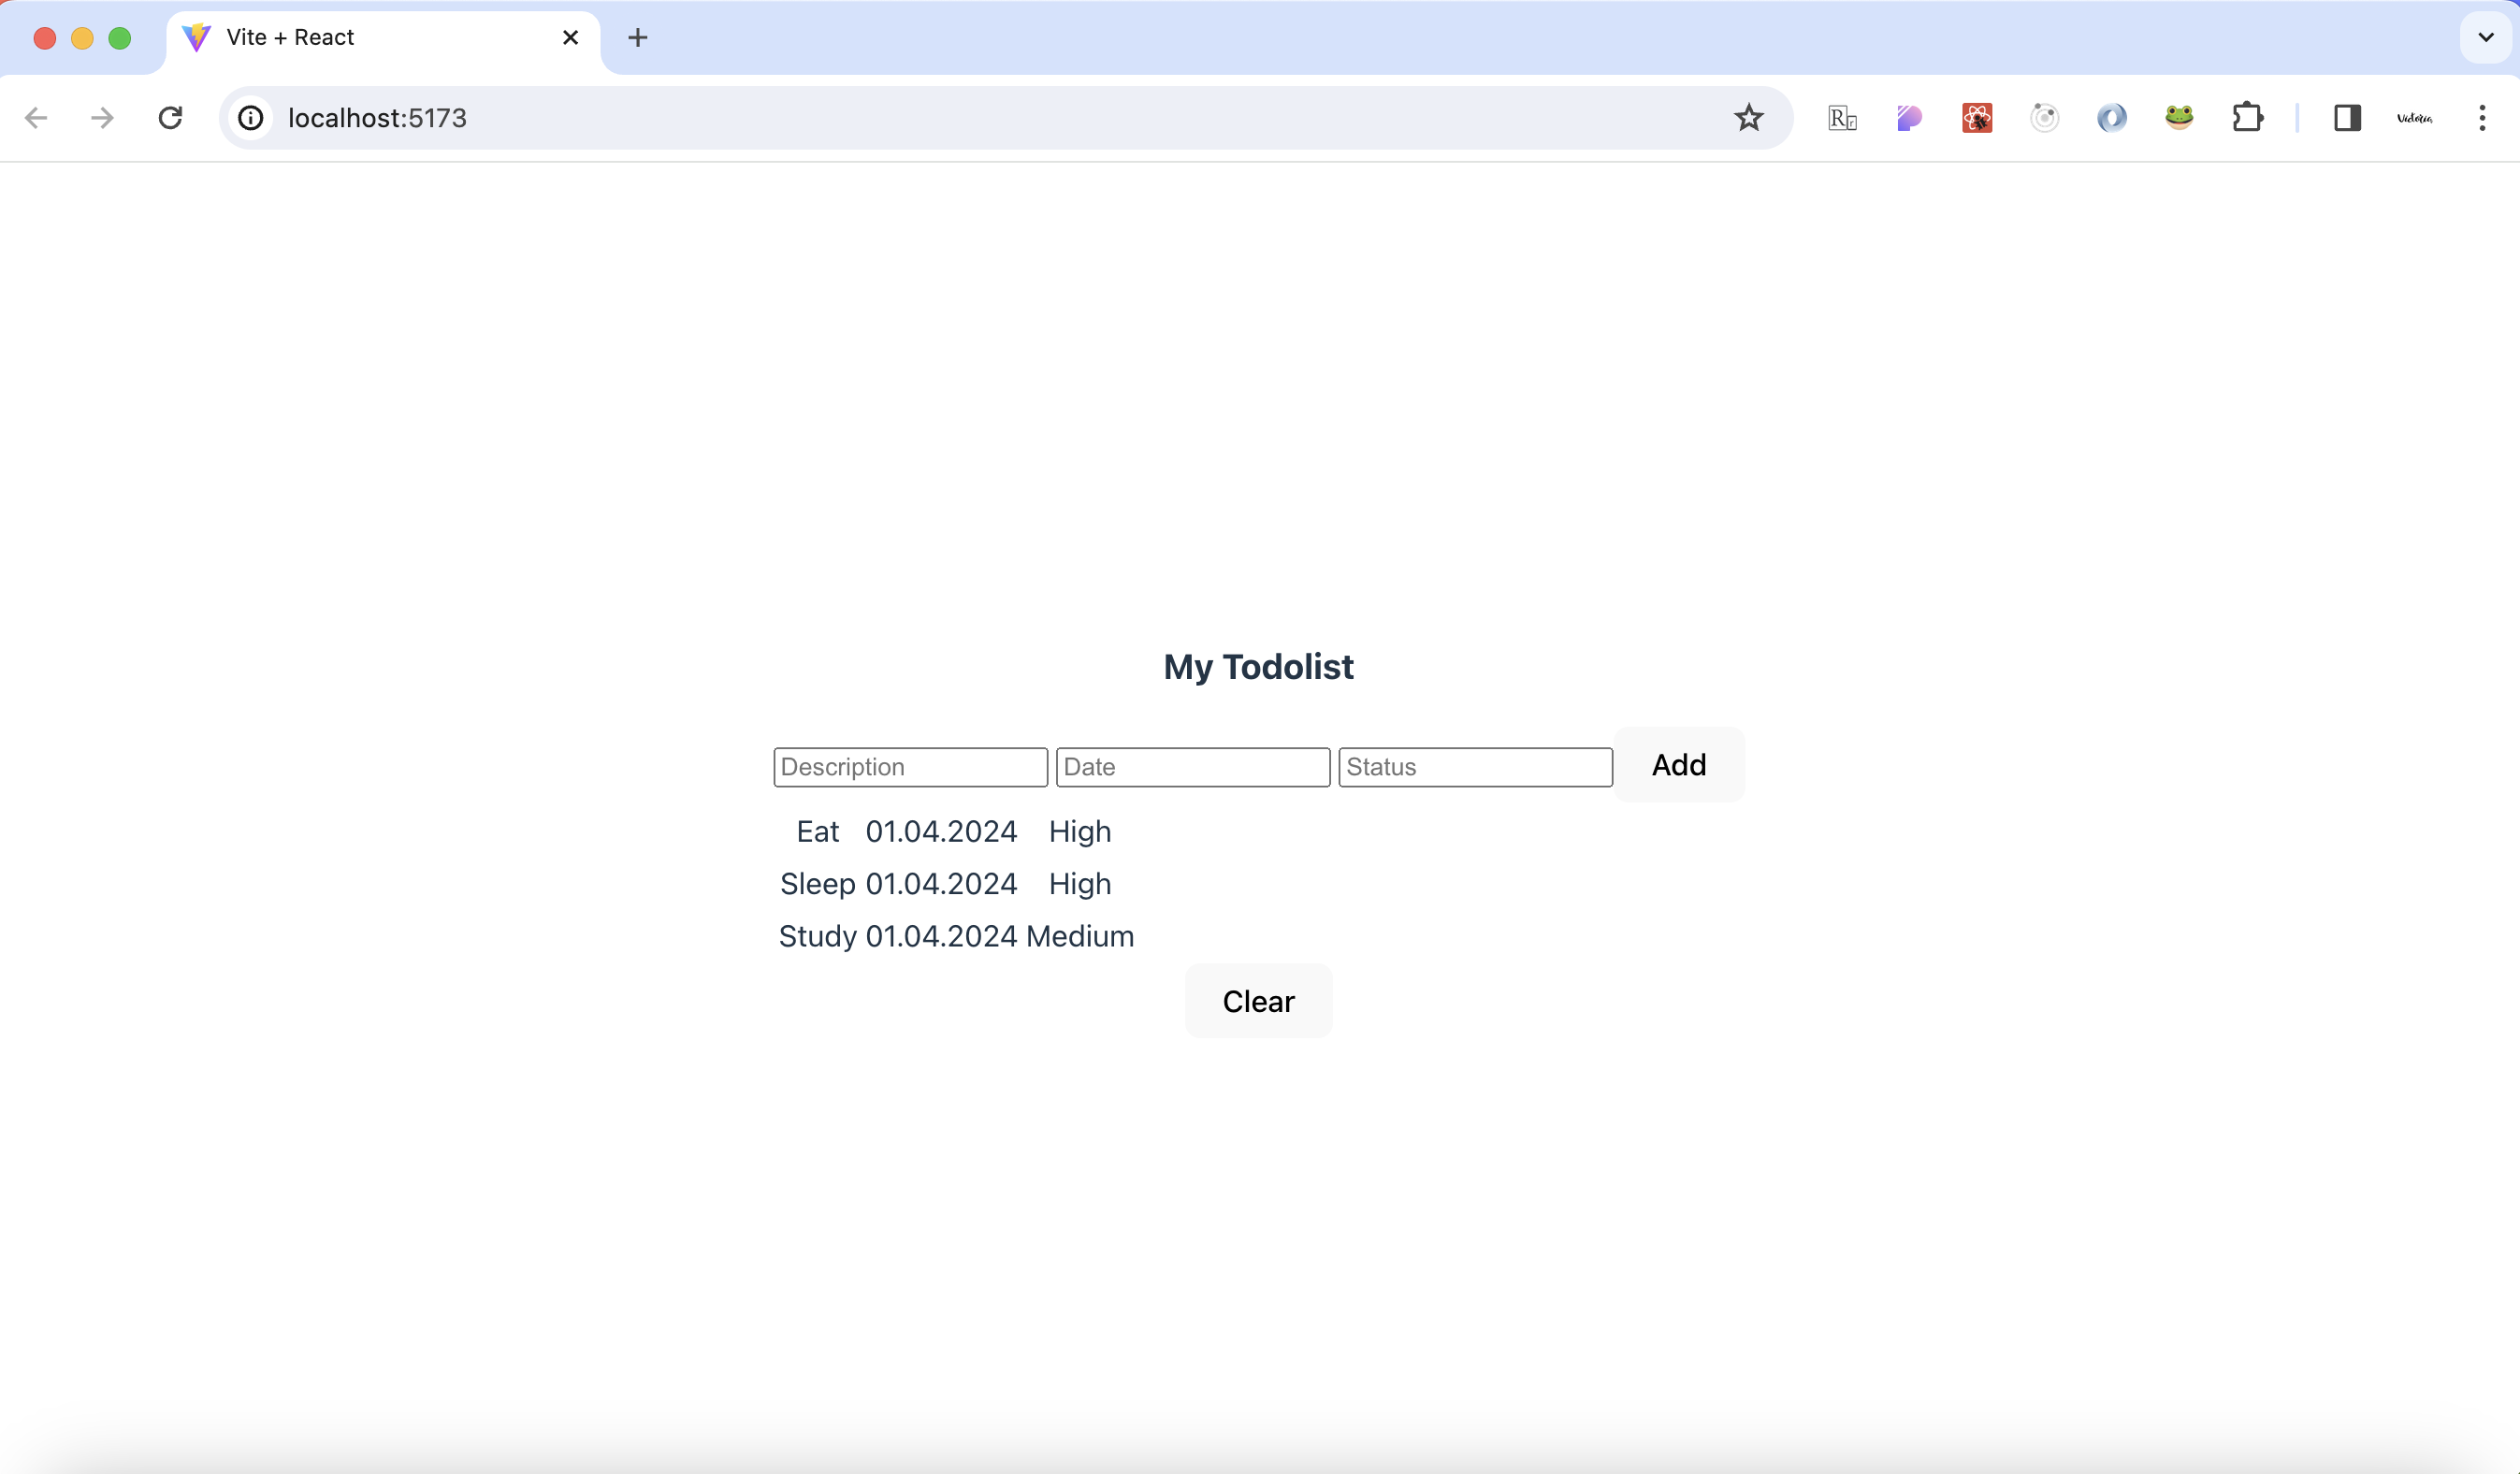 Vite + React
localhost:5173
Victoria
My Todolist
Description Date Status Add
Eat 01.04.2024 High
Sleep 01.04.2024 High
Study 01.04.2024 Medium
Clear